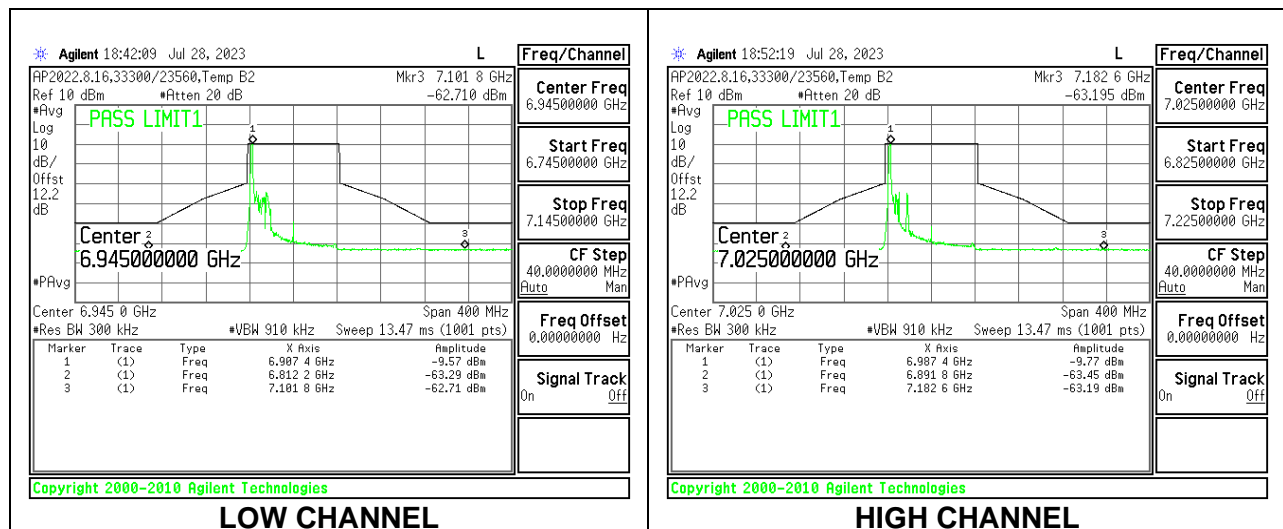 Agilent 18:42:09 Jul 28, 2023 L
Freq/Channel
AP2022.8.16,33300/23560,Temp B2 Mkr3 7.101 8 GHz
Ref 10 dBm #Atten 20 dB -62.710 dBm
#Avg
Log
10
dB/
Offst
12.2
dB
#PAvg
PASS LIMIT1
1
2
3
Center
6.945000000 GHz
Center 6.945 0 GHz Span 400 MHz
#Res BW 300 kHz #VBW 910 kHz Sweep 13.47 ms (1001 pts)
Marker Trace Type X Axis Amplitude
1 (1) Freq 6.907 4 GHz -9.57 dBm
2 (1) Freq 6.812 2 GHz -63.29 dBm
3 (1) Freq 7.101 8 GHz -62.71 dBm
Center Freq
6.94500000 GHz
Start Freq
6.74500000 GHz
Stop Freq
7.14500000 GHz
CF Step
40.0000000 MHz
Auto Man
Freq Offset
0.00000000 Hz
Signal Track
On Off
Copyright 2000-2010 Agilent Technologies
LOW CHANNEL
Agilent 18:52:19 Jul 28, 2023 L
Freq/Channel
AP2022.8.16,33300/23560,Temp B2 Mkr3 7.182 6 GHz
Ref 10 dBm #Atten 20 dB -63.195 dBm
#Avg
Log
10
dB/
Offst
12.2
dB
#PAvg
PASS LIMIT1
1
2
3
Center
7.025000000 GHz
Center 7.025 0 GHz Span 400 MHz
#Res BW 300 kHz #VBW 910 kHz Sweep 13.47 ms (1001 pts)
Marker Trace Type X Axis Amplitude
1 (1) Freq 6.987 4 GHz -9.77 dBm
2 (1) Freq 6.891 8 GHz -63.45 dBm
3 (1) Freq 7.182 6 GHz -63.19 dBm
Center Freq
7.02500000 GHz
Start Freq
6.82500000 GHz
Stop Freq
7.22500000 GHz
CF Step
40.0000000 MHz
Auto Man
Freq Offset
0.00000000 Hz
Signal Track
On Off
Copyright 2000-2010 Agilent Technologies
HIGH CHANNEL